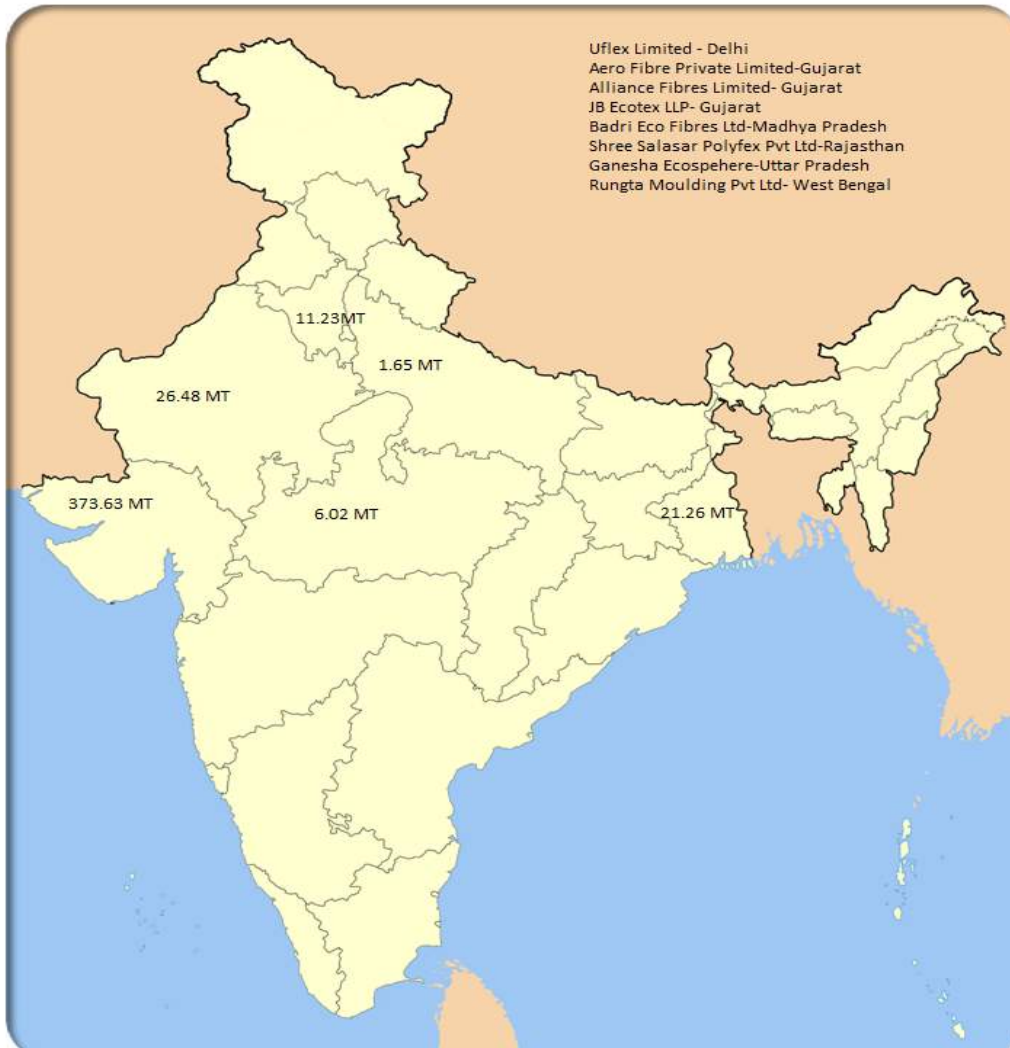 Uflex Limited - Delhi
Aero Fibre Private Limited-Gujarat
Alliance Fibres Limited- Gujarat
JB Ecotex LLP- Gujarat
Badri Eco Fibres Ltd-Madhya Pradesh
Shree Salasar Polyfex Pvt Ltd-Rajasthan
Ganesha Ecospehere-Uttar Pradesh
Rungta Moulding Pvt Ltd- West Bengal
11.23MT
1.65 MT
26.48 MT
373.63 MT
6.02 MT
21.26 MT